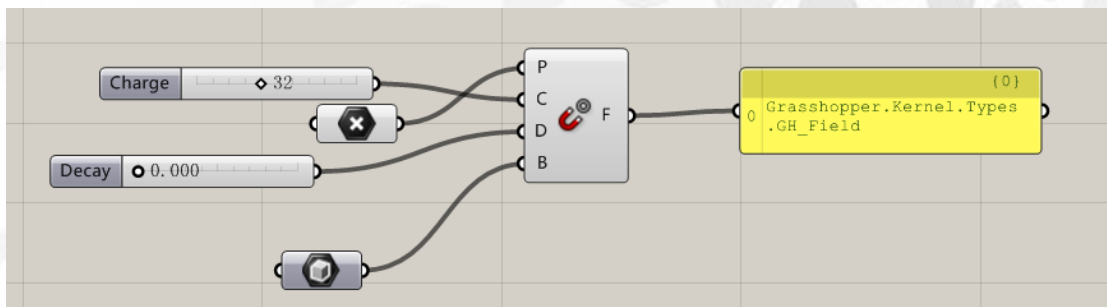 Charge
32
Decay
0.000
P
C
D
B
F
{0}
0
Grasshopper.Kernel.Types
.GH_Field